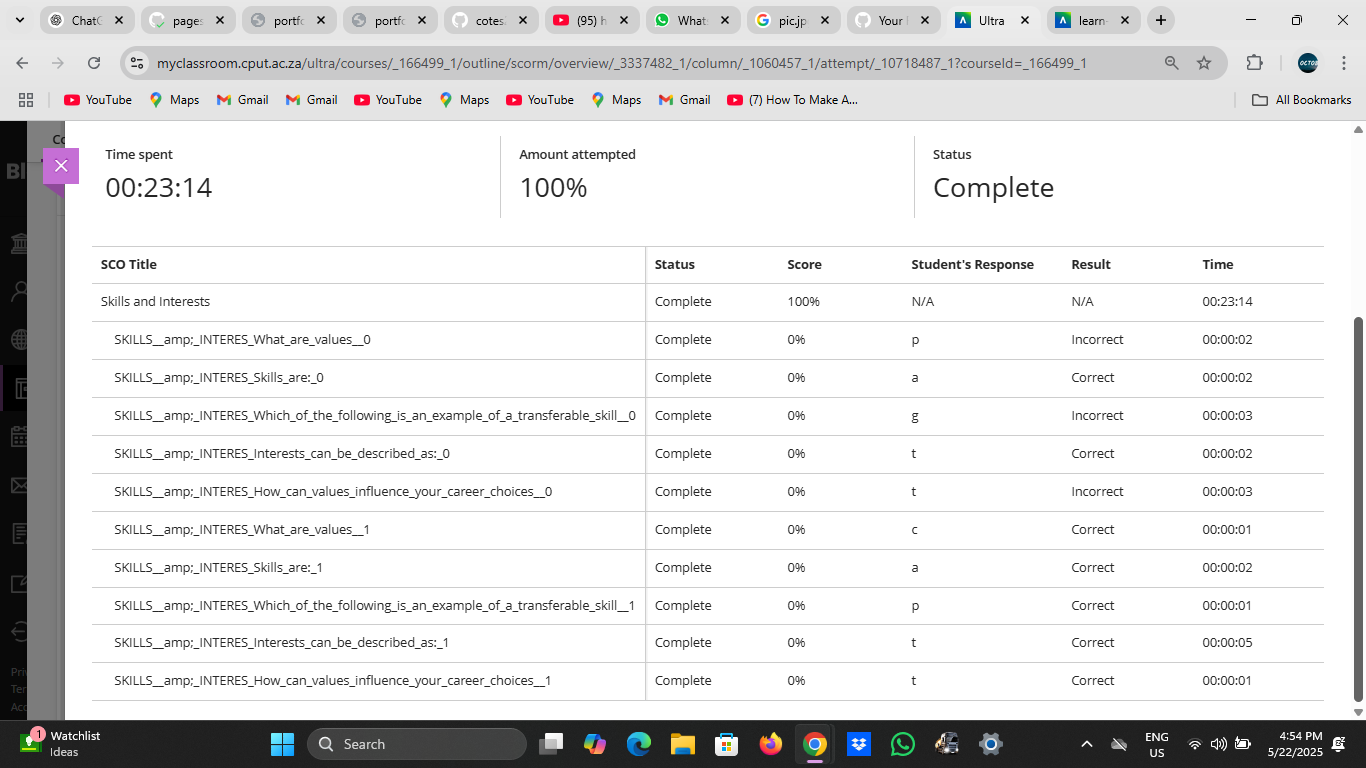 ChatG
pages
portfo
portfo
cotes
(95) h
What
pic.jp
Your
Ultra
learn-
myclassroom.cput.ac.za/ultra/courses/_166499_1/outline/scorm/overview/_3337482_1/column/_1060457_1/attempt/_10718487_1?courseId=_166499_1
YouTube Maps Gmail Gmail YouTube Maps YouTube Maps Gmail (7) How To Make A... All Bookmarks
Time spent Amount attempted Status
00:23:14 100% Complete
SCO Title Status Score Student's Response Result Time
Skills and Interests Complete 100% N/A N/A 00:23:14
SKILLS__amp;_INTERES_What_are_values__0 Complete 0% p Incorrect 00:00:02
SKILLS__amp;_INTERES_Skills_are:_0 Complete 0% a Correct 00:00:02
SKILLS__amp;_INTERES_Which_of_the_following_is_an_example_of_a_transferable_skill__0 Complete 0% g Incorrect 00:00:03
SKILLS__amp;_INTERES_Interests_can_be_described_as:_0 Complete 0% t Correct 00:00:02
SKILLS__amp;_INTERES_How_can_values_influence_your_career_choices__0 Complete 0% t Incorrect 00:00:03
SKILLS__amp;_INTERES_What_are_values__1 Complete 0% c Correct 00:00:01
SKILLS__amp;_INTERES_Skills_are:_1 Complete 0% a Correct 00:00:02
SKILLS__amp;_INTERES_Which_of_the_following_is_an_example_of_a_transferable_skill__1 Complete 0% p Correct 00:00:01
SKILLS__amp;_INTERES_Interests_can_be_described_as:_1 Complete 0% t Correct 00:00:05
SKILLS__amp;_INTERES_How_can_values_influence_your_career_choices__1 Complete 0% t Correct 00:00:01
Bl
Co
Pri
Ter
Acc
1
Watchlist
Ideas
Search
ENG
US
4:54 PM
5/22/2025